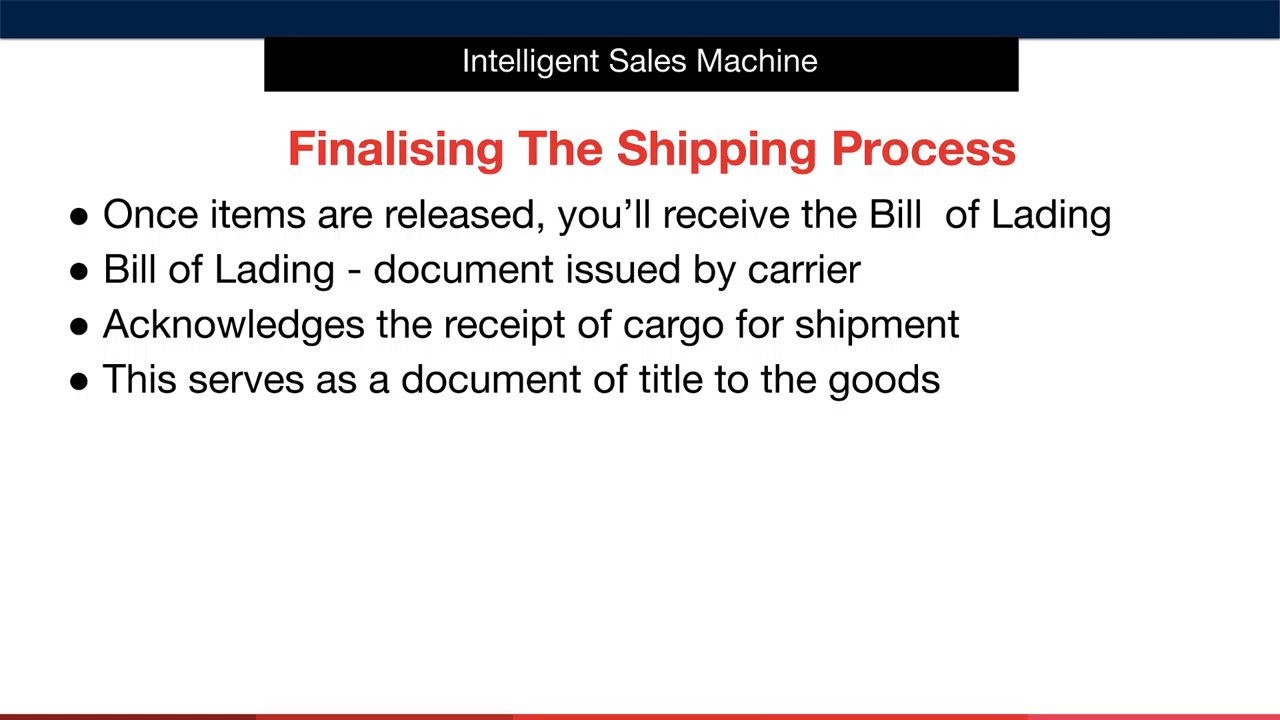 Intelligent Sales Machine
Finalising The Shipping Process
● Once items are released, you’ll receive the Bill  of Lading
● Bill of Lading - document issued by carrier
● Acknowledges the receipt of cargo for shipment
● This serves as a document of title to the goods